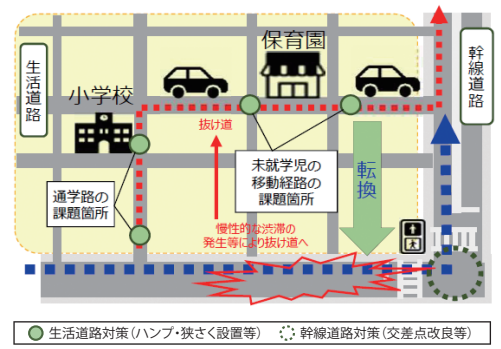 生活道路
小学校
保育園
幹線道路
抜け道
通学路の
課題箇所
未就学児の
移動経路の
課題箇所
転換
慢性的な渋滞の
発生等により抜け道へ
生活道路対策(ハンプ・狭さく設置等)
幹線道路対策(交差点改良等)